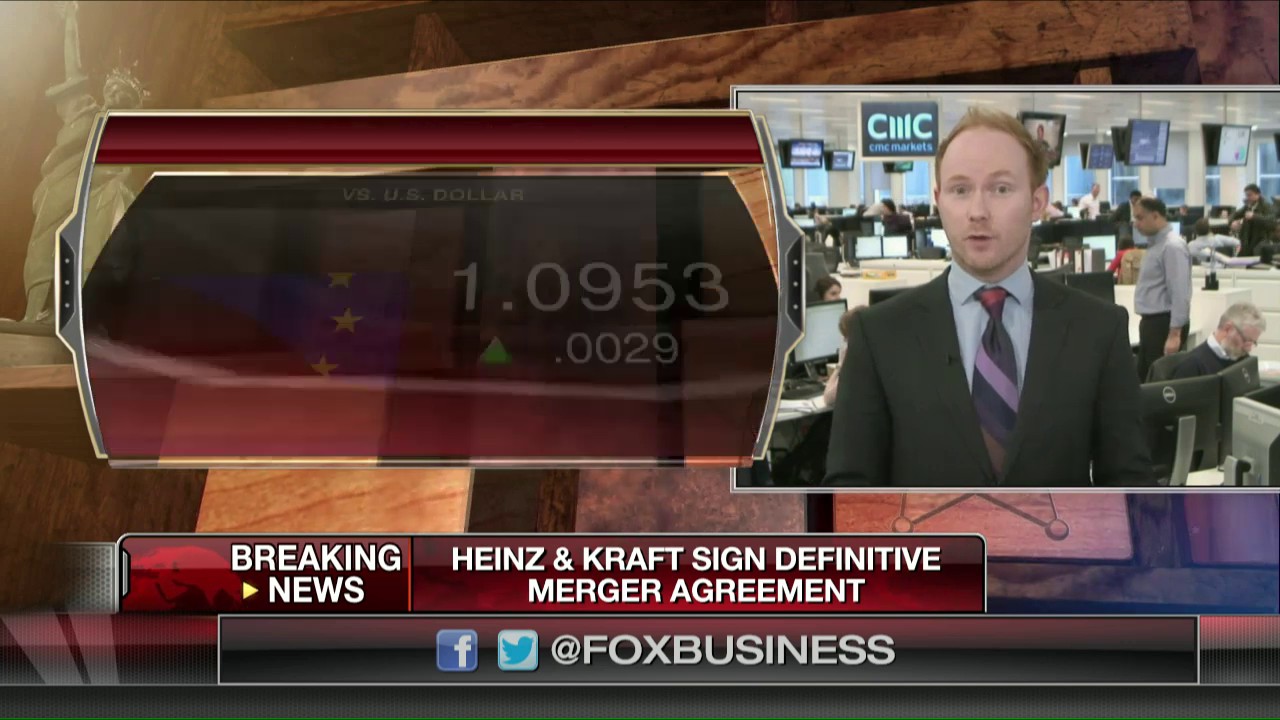 VS. U.S. DOLLAR
1.0953
.0029
CMC
cmc markets
BREAKING
NEWS
HEINZ & KRAFT SIGN DEFINITIVE
MERGER AGREEMENT
@FOXBUSINESS